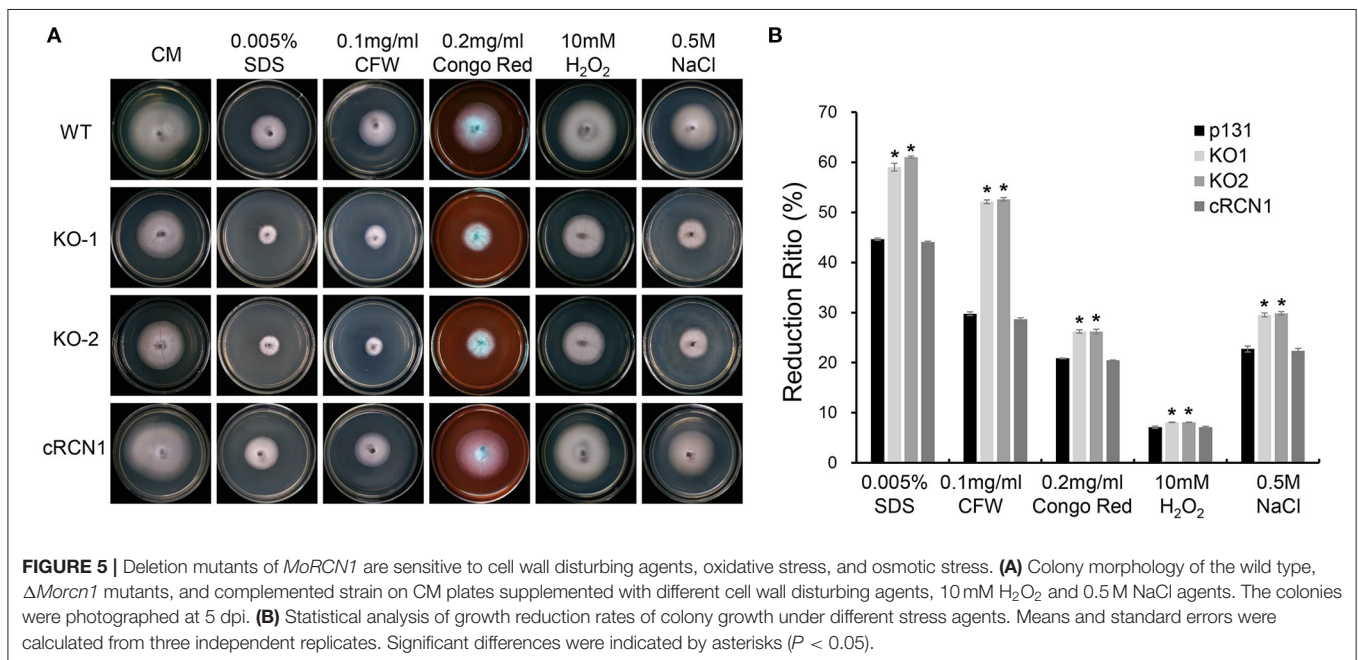 A
CM
0.005%
SDS
0.1mg/ml
CFW
0.2mg/ml
Congo Red
10mM
H₂O₂
0.5M
NaCl
WT
KO-1
KO-2
cRCN1
B
Reduction Ritio (%)
70
60
50
40
30
20
10
0
p131
KO1
KO2
cRCN1
* *
* *
* *
* *
* *
0.005%
SDS
0.1mg/ml
CFW
0.2mg/ml
Congo Red
10mM
H₂O₂
0.5M
NaCl
FIGURE 5 | Deletion mutants of MoRCN1 are sensitive to cell wall disturbing agents, oxidative stress, and osmotic stress. (A) Colony morphology of the wild type,
ΔMorcn1 mutants, and complemented strain on CM plates supplemented with different cell wall disturbing agents, 10 mM H₂O₂ and 0.5 M NaCl agents. The colonies
were photographed at 5 dpi. (B) Statistical analysis of growth reduction rates of colony growth under different stress agents. Means and standard errors were
calculated from three independent replicates. Significant differences were indicated by asterisks (P < 0.05).